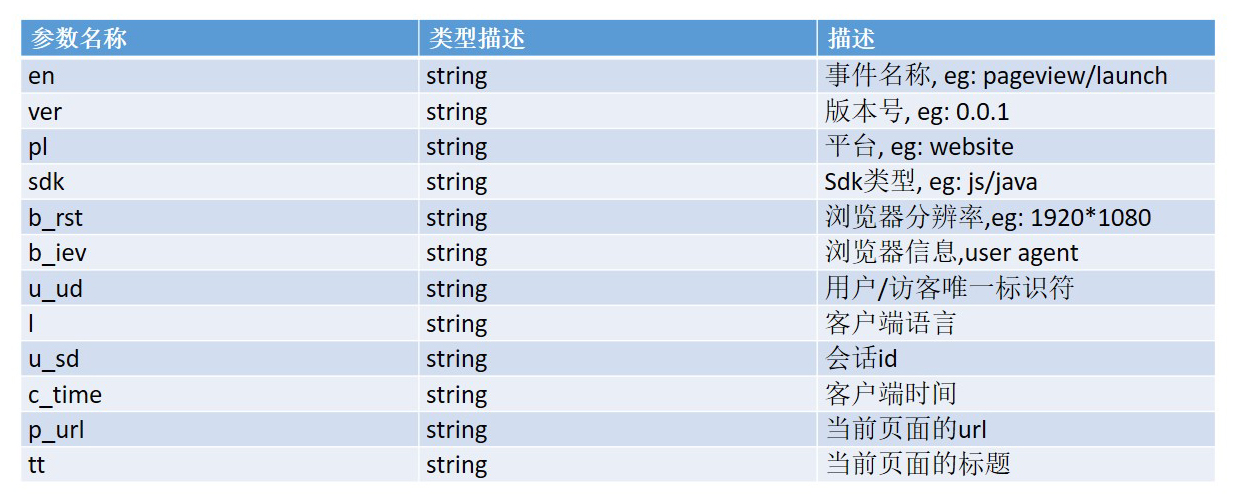 参数名称 类型描述 描述
en string 事件名称, eg: pageview/launch
ver string 版本号, eg: 0.0.1
pl string 平台, eg: website
sdk string Sdk类型, eg: js/java
b_rst string 浏览器分辨率,eg: 1920*1080
b_iev string 浏览器信息,user agent
u_ud string 用户/访客唯一标识符
l string 客户端语言
u_sd string 会话id
c_time string 客户端时间
p_url string 当前页面的url
tt string 当前页面的标题